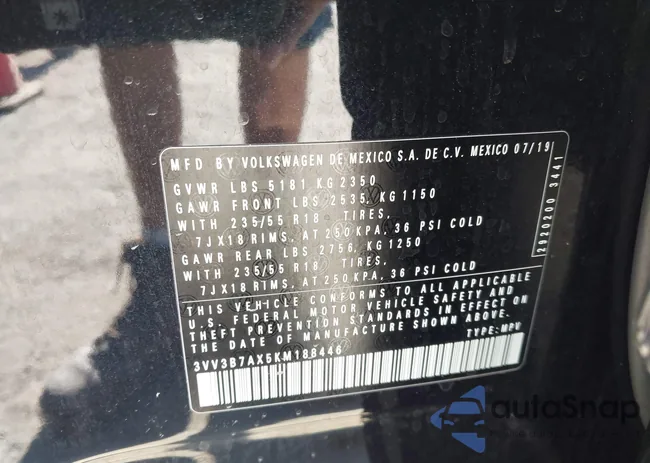 MFD BY VOLKSWAGEN DE MEXICO S.A. DE C.V. MEXICO 07/19
GVWR LBS 5181 KG 2350
GAWR FRONT LBS 2535, KG 1150
WITH 235/55 R18 TIRES,
7JX18 RIMS, AT 250 KPA, 36 PSI COLD
GAWR REAR LBS 2756, KG 1250
WITH 235/55 R18 TIRES,
7JX18 RIMS, AT 250 KPA, 36 PSI COLD
THIS VEHICLE CONFORMS TO ALL APPLICABLE
U.S. FEDERAL MOTOR VEHICLE SAFETY AND
THEFT PREVENTION STANDARDS IN EFFECT ON
THE DATE OF MANUFACTURE SHOWN ABOVE.
3VV3B7AX5KM188446 TYPE: MPV
2920200 3441
autoSnap